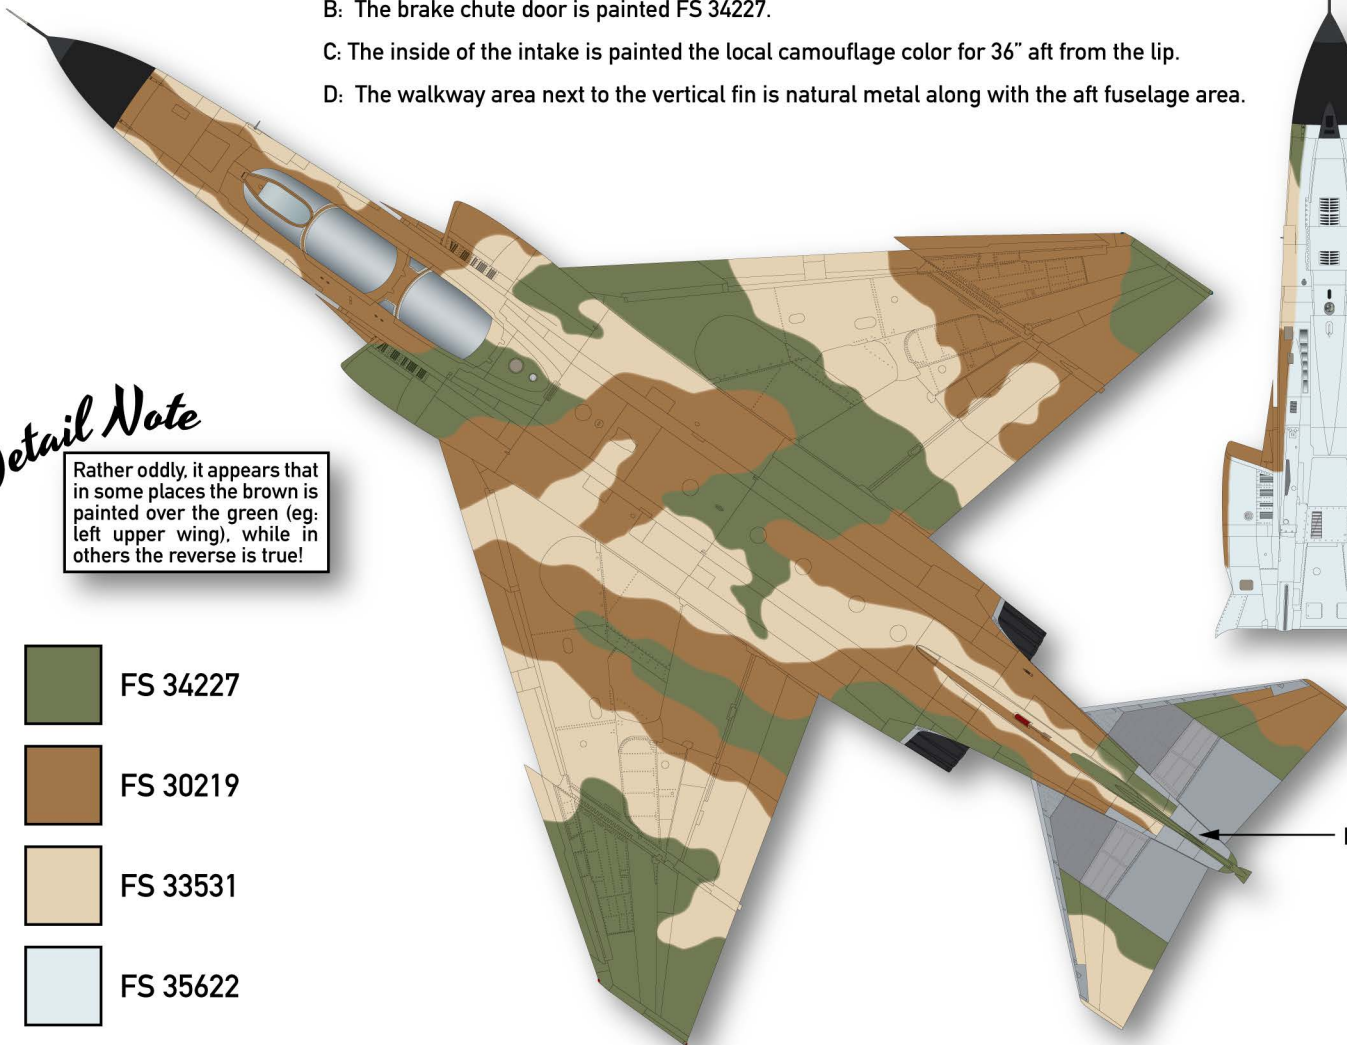 B: The brake chute door is painted FS 34227.
C: The inside of the intake is painted the local camouflage color for 36” aft from the lip.
D: The walkway area next to the vertical fin is natural metal along with the aft fuselage area.
etail Note
Rather oddly, it appears that
in some places the brown is
painted over the green (eg:
left upper wing), while in
others the reverse is true!
FS 34227
FS 30219
FS 33531
FS 35622